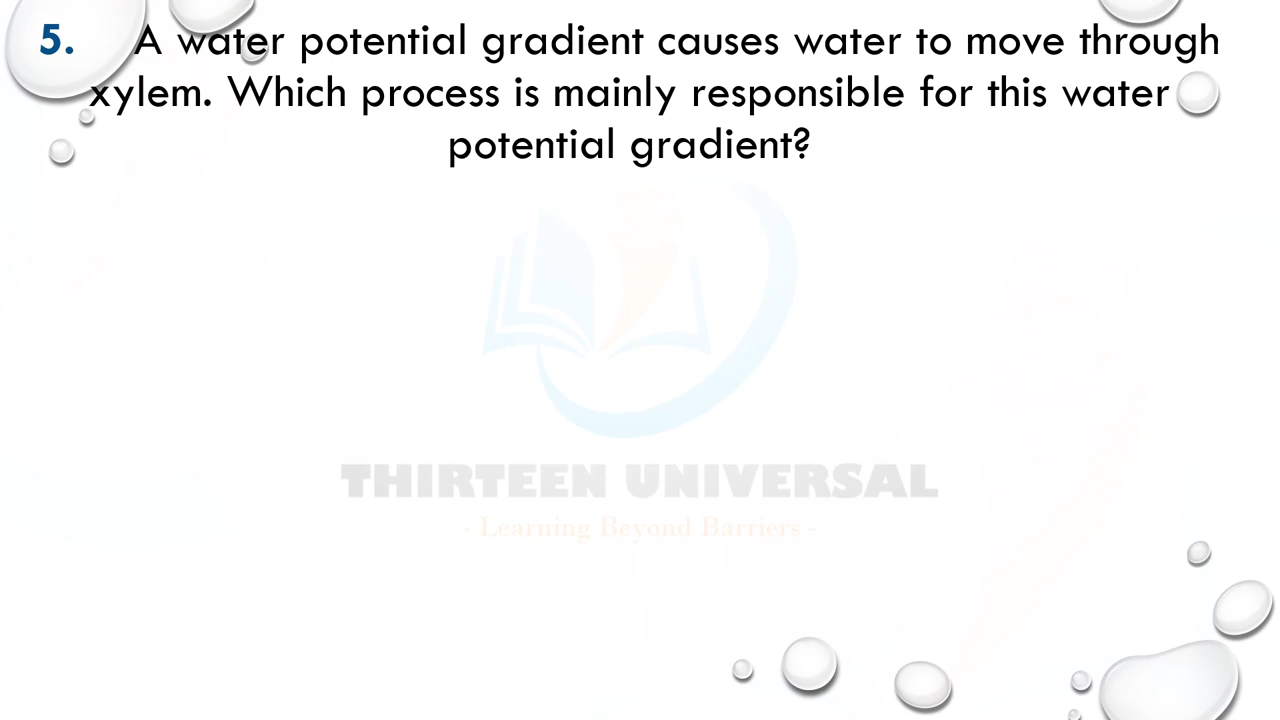 5. A water potential gradient causes water to move through
xylem. Which process is mainly responsible for this water
potential gradient?
THIRTEEN UNIVERSAL
- Learning Beyond Barriers -